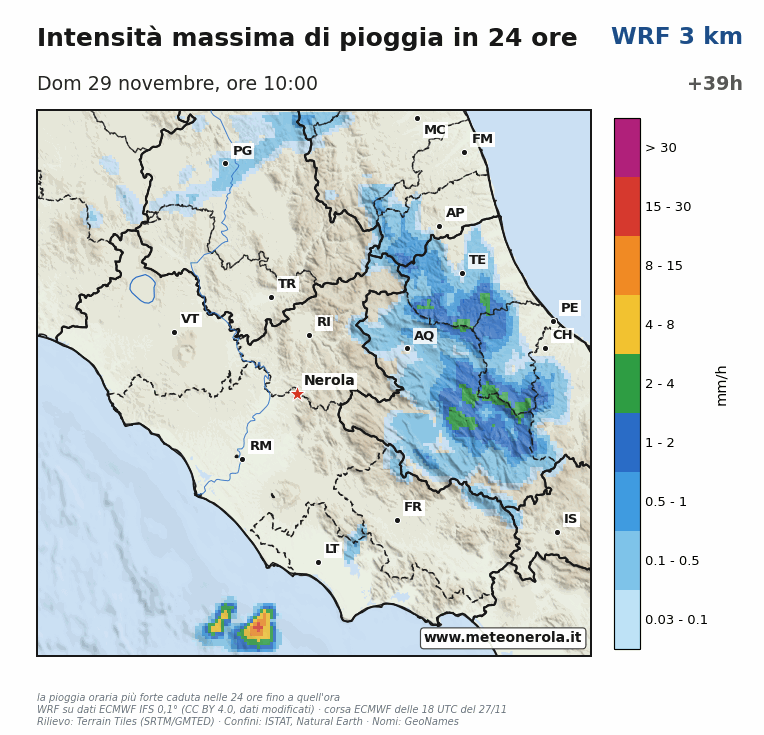 Intensità massima di pioggia in 24 ore
WRF 3 km
Dom 29 novembre, ore 10:00
+39h
MC
FM
PG
AP
TE
TR
PE
VT
RI
AQ
CH
Nerola
RM
FR
IS
LT
www.meteonerola.it
> 30
15 - 30
8 - 15
4 - 8
2 - 4
1 - 2
0.5 - 1
0.1 - 0.5
0.03 - 0.1
mm/h
la pioggia oraria più forte caduta nelle 24 ore fino a quell'ora
WRF su dati ECMWF IFS 0,1° (CC BY 4.0, dati modificati) · corsa ECMWF delle 18 UTC del 27/11
Rilievo: Terrain Tiles (SRTM/GMTED) · Confini: ISTAT, Natural Earth · Nomi: GeoNames